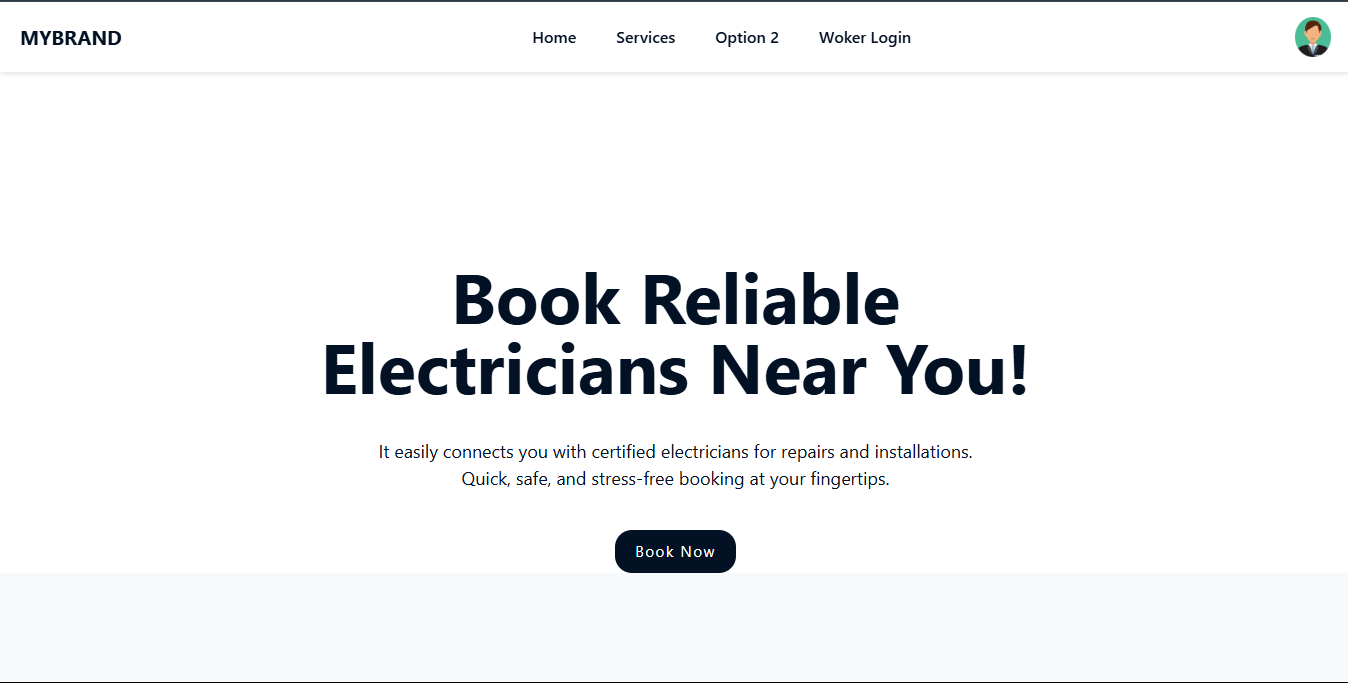 MYBRAND
Home
Services
Option 2
Woker Login
Book Reliable
Electricians Near You!
It easily connects you with certified electricians for repairs and installations.
Quick, safe, and stress-free booking at your fingertips.
Book Now